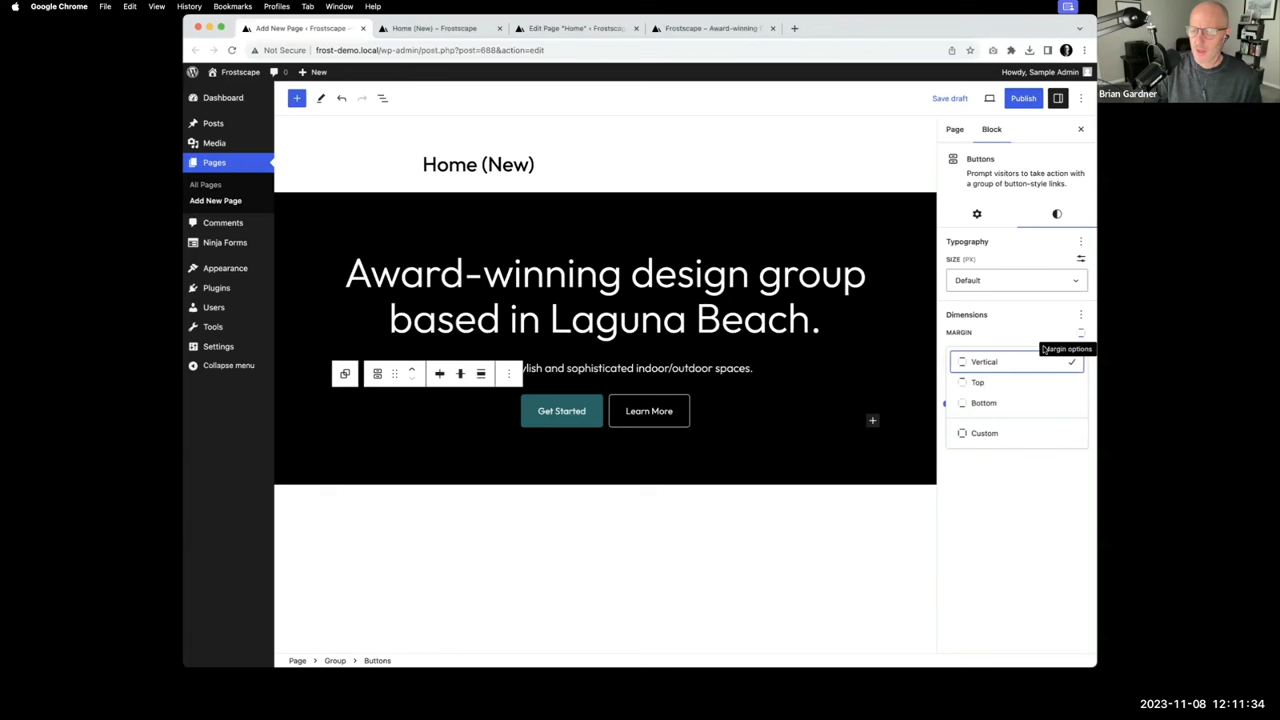 Google Chrome File Edit View History Bookmarks Profiles Tab Window Help
Add New Page ‹ Frostscape —
Home (New) – Frostscape
Edit Page "Home" ‹ Frostsca
Frostscape – Award-winning
Not Secure frost-demo.local/wp-admin/post.php?post=688&action=edit
Brian Gardner
Frostscape 0 New
Howdy, Sample Admin
Dashboard
Posts
Media
Pages
All Pages
Add New Page
Comments
Ninja Forms
Appearance
Plugins
Users
Tools
Settings
Collapse menu
Save draft
Publish
Home (New)
Award-winning design group
based in Laguna Beach.
lish and sophisticated indoor/outdoor spaces.
Get Started
Learn More
Page Block
Buttons
Prompt visitors to take action with
a group of button-style links.
Typography
SIZE (PX)
Default
Dimensions
MARGIN
Margin options
Vertical
Top
Bottom
Custom
Page > Group > Buttons
2023-11-08 12:11:34